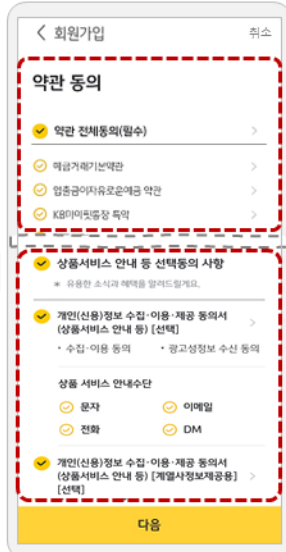 회원가입
취소
약관 동의
약관 전체동의(필수)
예금거래기본약관
입출금이자유로운예금 약관
KB마이핏통장 특약
상품서비스 안내 등 선택동의 사항
* 유용한 소식과 혜택을 알려드릴게요.
개인(신용)정보 수집·이용·제공 동의서
(상품서비스 안내 등) [선택]
• 수집·이용 동의 • 광고성정보 수신 동의
상품 서비스 안내수단
문자 이메일
전화 DM
개인(신용)정보 수집·이용·제공 동의서
(상품서비스 안내 등) [계열사정보제공용]
[선택]
다음